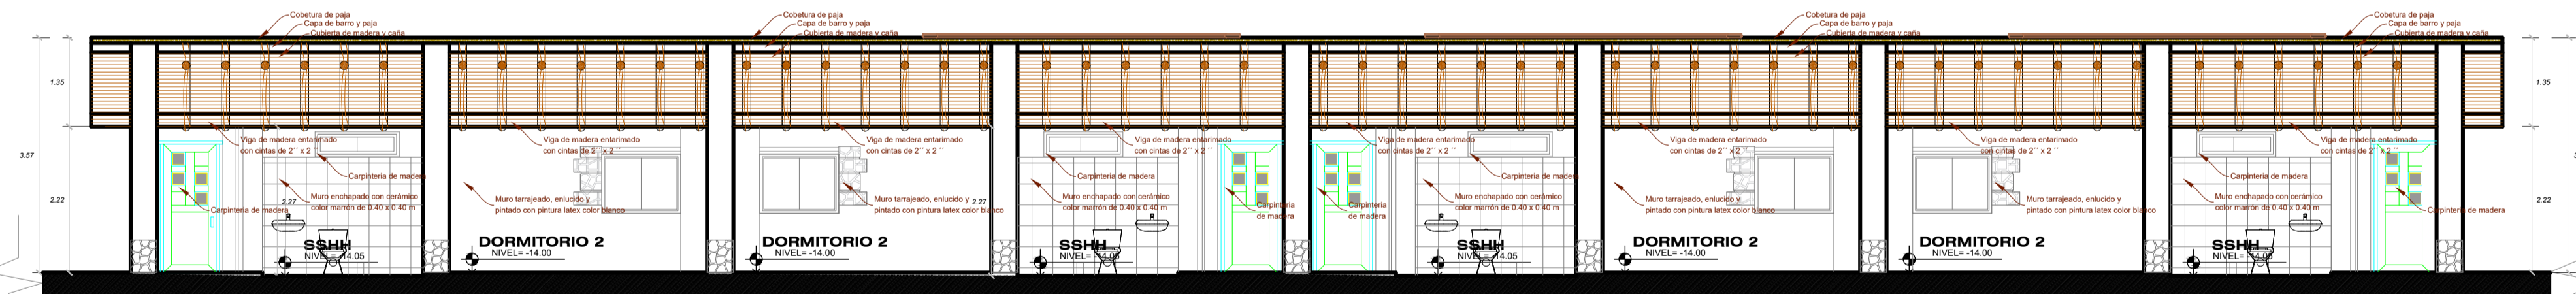 Cobetura de paja
Capa de barro y paja
Cubierta de madera y caña
Cobetura de paja
Capa de barro y paja
Cubierta de madera y caña
Cobetura de paja
Capa de barro y paja
Cubierta de madera y caña
Cobetura de paja
Capa de barro y paja
Cubierta de madera y caña
1.35
3.57
2.22
Viga de madera entarimado
con cintas de 2´´ x 2 ´´
Carpinteria de madera
Muro enchapado con cerámico
color marrón de 0.40 x 0.40 m
Carpinteria de madera
2.27
SSHH
NIVEL= -14.05
Viga de madera entarimado
con cintas de 2´´ x 2 ´´
Muro tarrajeado, enlucido y
pintado con pintura latex color blanco
DORMITORIO 2
NIVEL= -14.00
Viga de madera entarimado
con cintas de 2´´ x 2 ´´
Muro tarrajeado, enlucido y
pintado con pintura latex color blanco
2.27
DORMITORIO 2
NIVEL= -14.00
Viga de madera entarimado
con cintas de 2´´ x 2 ´´
Carpinteria de madera
Muro enchapado con cerámico
color marrón de 0.40 x 0.40 m
Carpinteria
de madera
SSHH
NIVEL= -14.05
Viga de madera entarimado
con cintas de 2´´ x 2 ´´
Carpinteria de madera
Carpinteria
de madera
Muro enchapado con cerámico
color marrón de 0.40 x 0.40 m
SSHH
NIVEL= -14.05
Viga de madera entarimado
con cintas de 2´´ x 2 ´´
Muro tarrajeado, enlucido y
pintado con pintura latex color blanco
DORMITORIO 2
NIVEL= -14.00
Viga de madera entarimado
con cintas de 2´´ x 2 ´´
Muro tarrajeado, enlucido y
pintado con pintura latex color blanco
DORMITORIO 2
NIVEL= -14.00
Viga de madera entarimado
con cintas de 2´´ x 2 ´´
Carpinteria de madera
Muro enchapado con cerámico
color marrón de 0.40 x 0.40 m
Carpinteria de madera
SSHH
NIVEL= -14.05
1.35
2.22